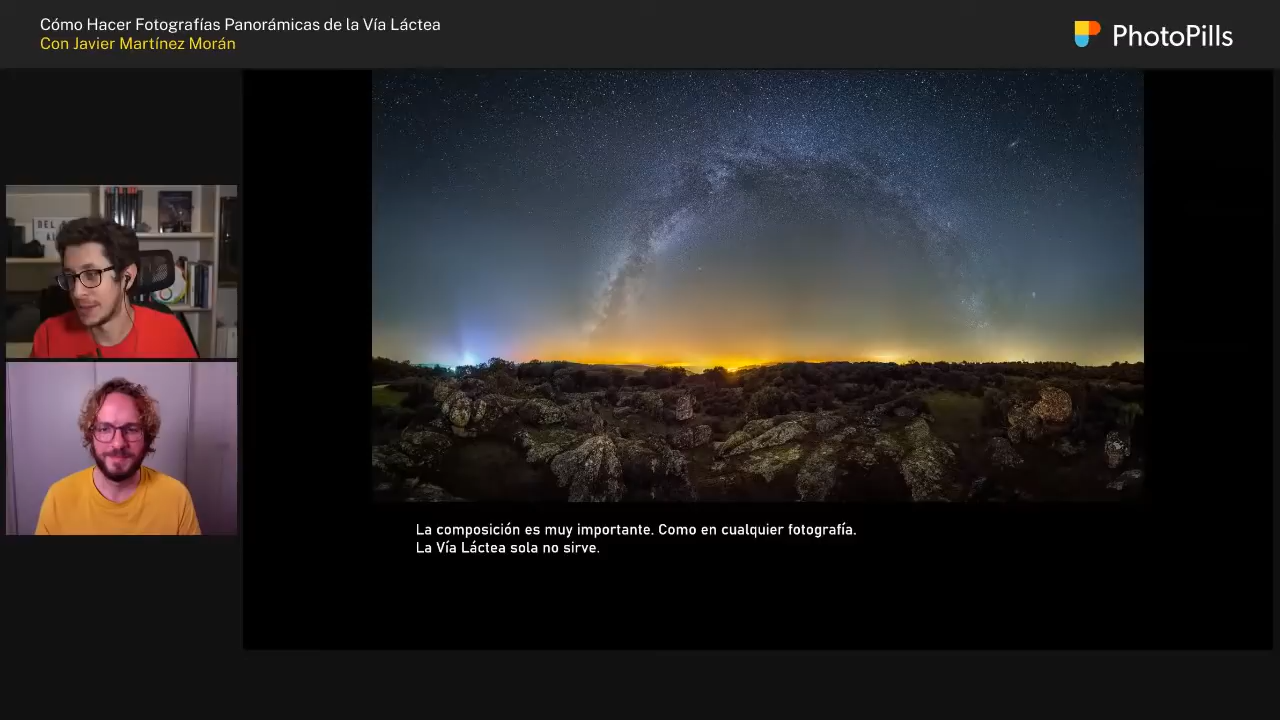 Cómo Hacer Fotografías Panorámicas de la Vía Láctea
Con Javier Martínez Morán
PhotoPills
DEL
La composición es muy importante. Como en cualquier fotografía.
La Vía Láctea sola no sirve.